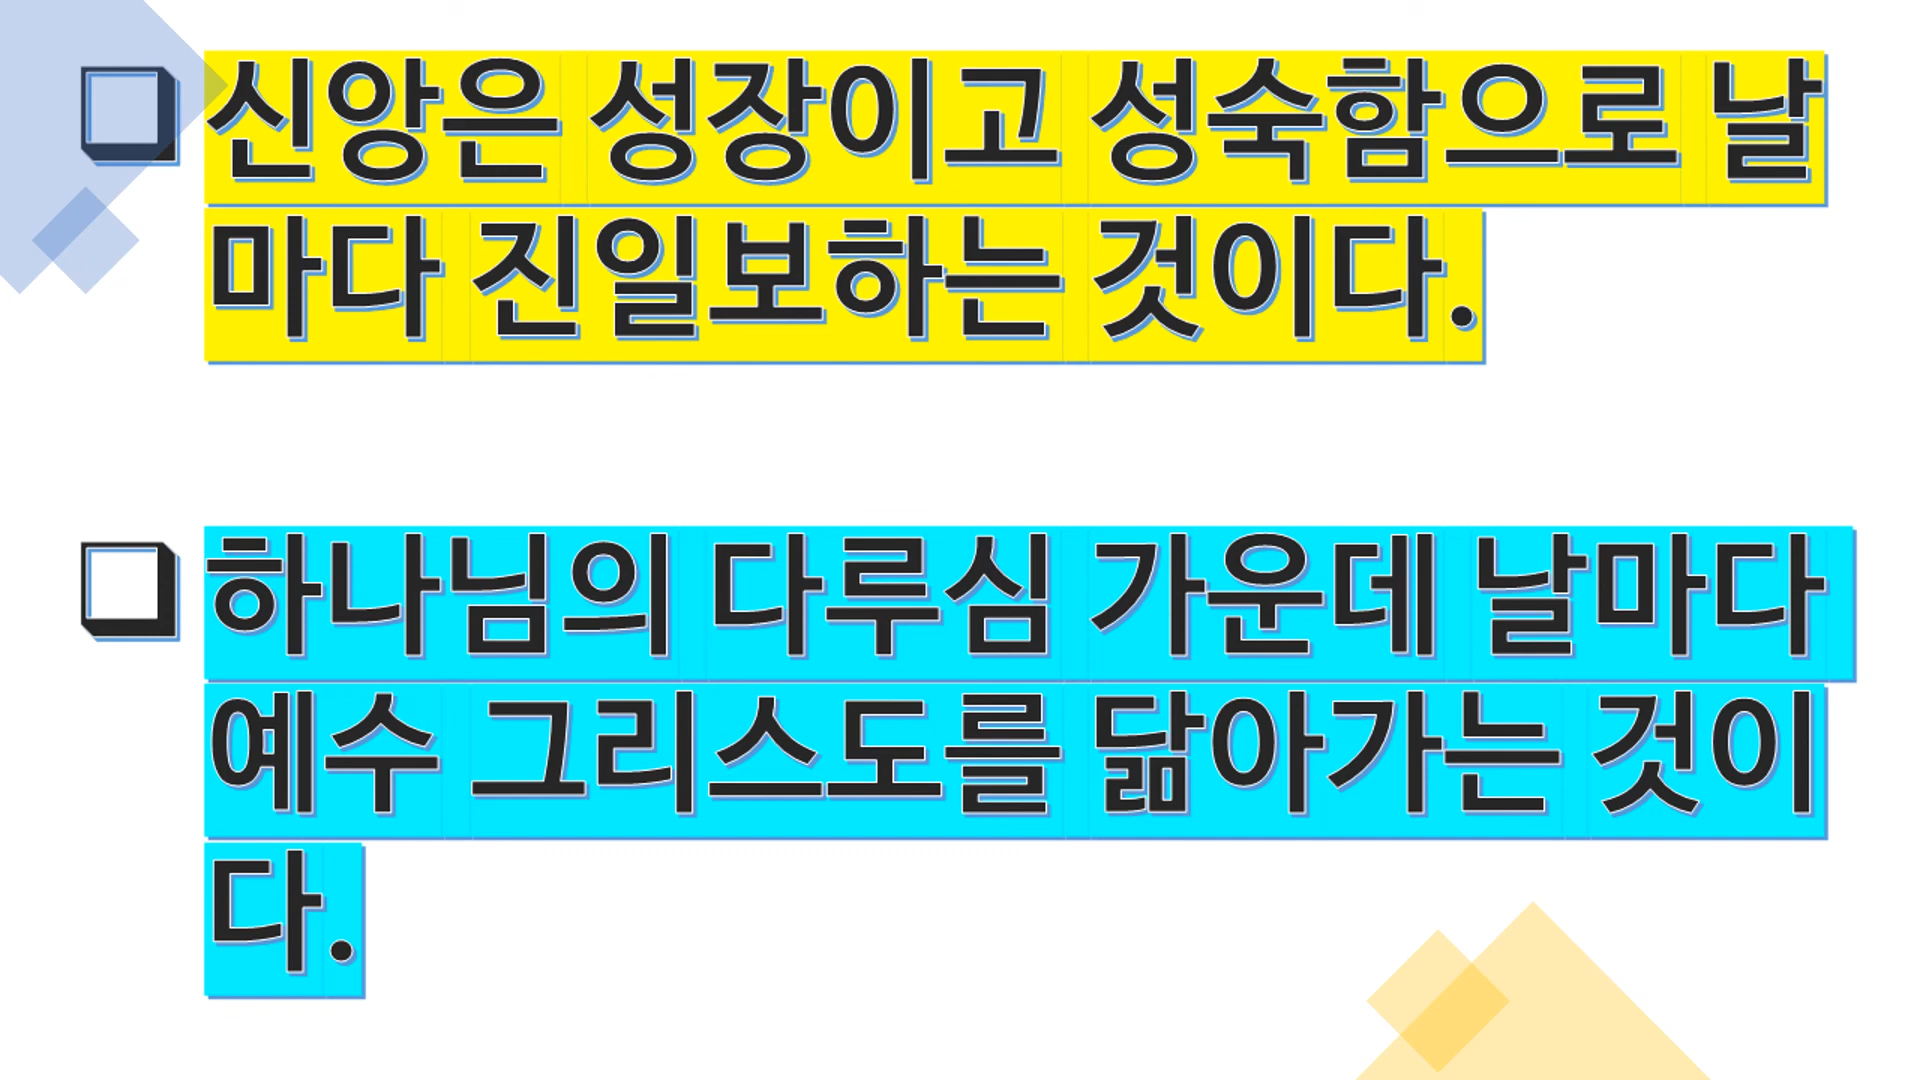 신앙은 성장이고 성숙함으로 날
마다 진일보하는 것이다.
하나님의 다루심 가운데 날마다
예수 그리스도를 닮아가는 것이
다.